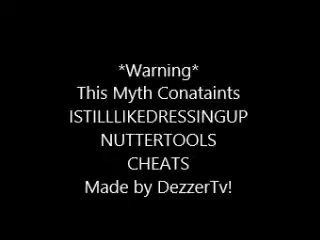 *Warning*
This Myth Conataints
ISTILLLIKEDRESSINGUP
NUTTERTOOLS
CHEATS
Made by DezzerTv!